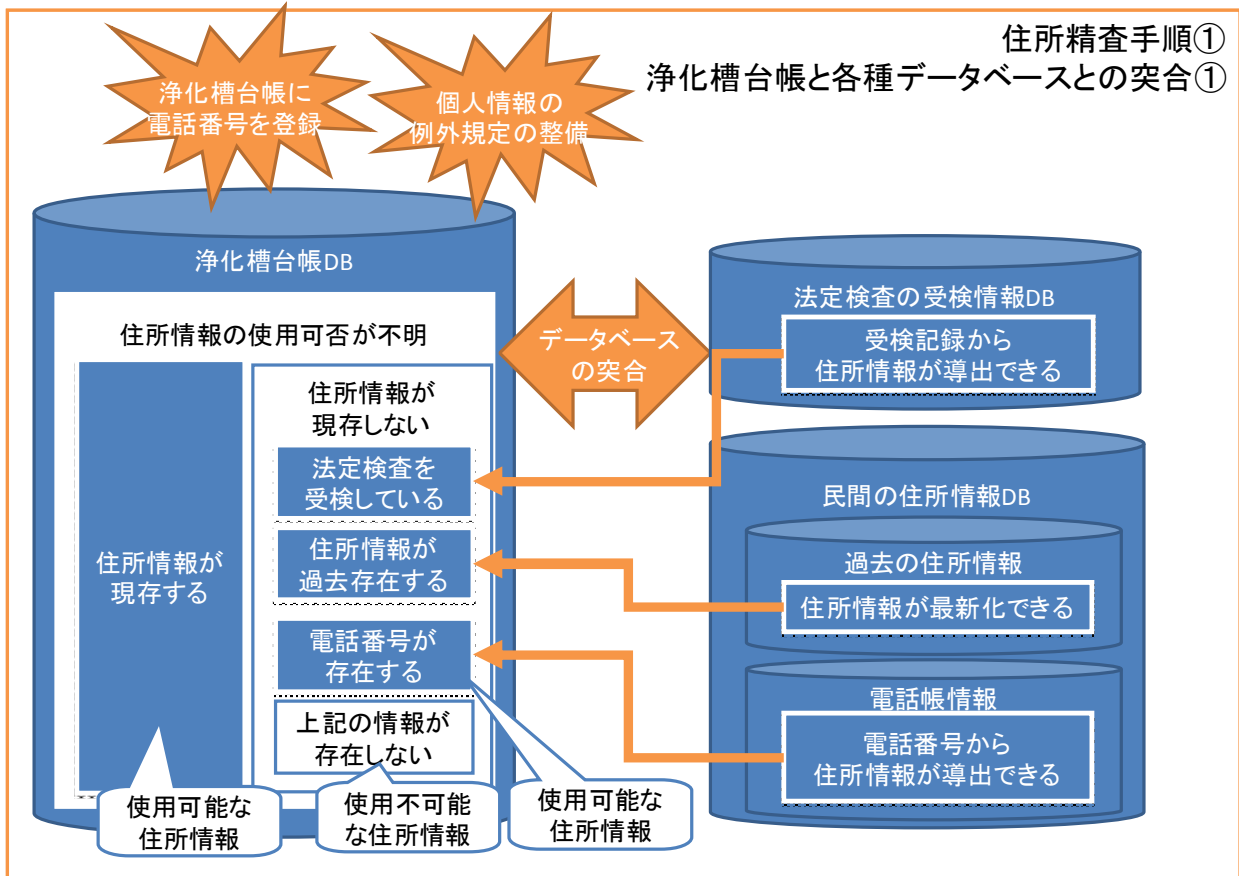 住所精査手順①
浄化槽台帳と各種データベースとの突合①
浄化槽台帳に
電話番号を登録
個人情報の
例外規定の整備
浄化槽台帳DB
住所情報の使用可否が不明
住所情報が
現存する
住所情報が
現存しない
法定検査を
受検している
住所情報が
過去存在する
電話番号が
存在する
上記の情報が
存在しない
使用可能な
住所情報
使用不可能
な住所情報
使用可能な
住所情報
データベース
の突合
法定検査の受検情報DB
受検記録から
住所情報が導出できる
民間の住所情報DB
過去の住所情報
住所情報が最新化できる
電話帳情報
電話番号から
住所情報が導出できる